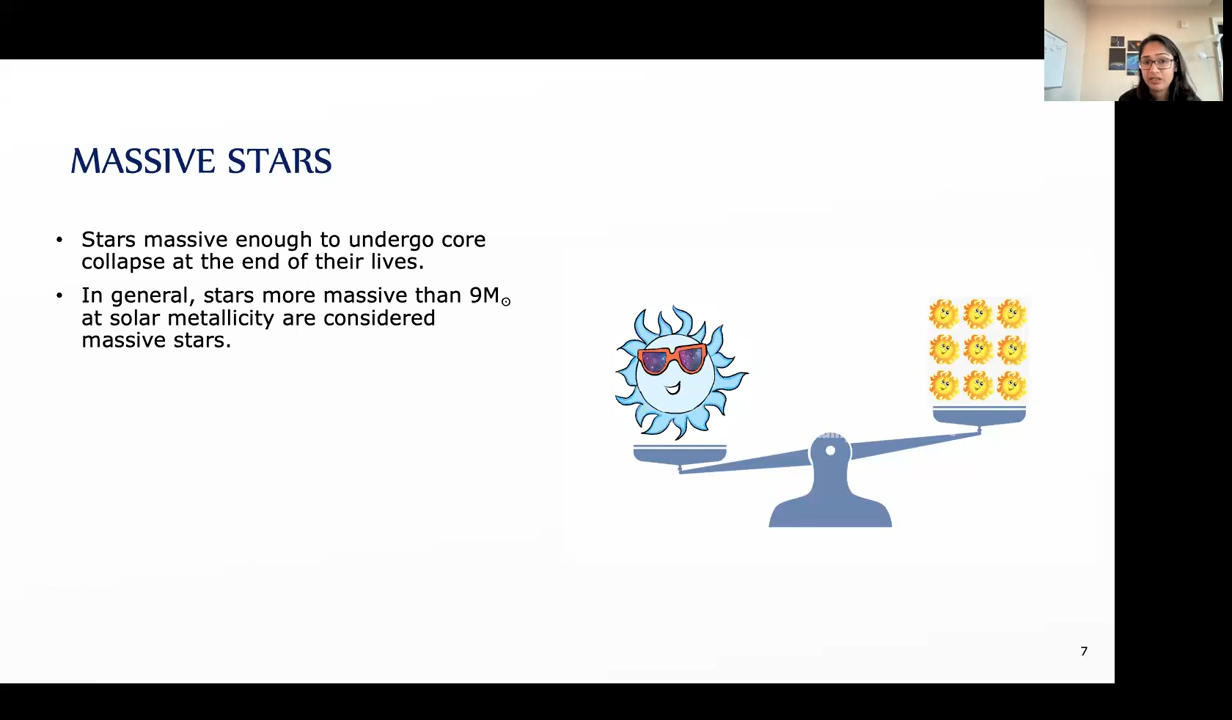 MASSIVE STARS
• Stars massive enough to undergo core
collapse at the end of their lives.
• In general, stars more massive than 9M☉
at solar metallicity are considered
massive stars.
7